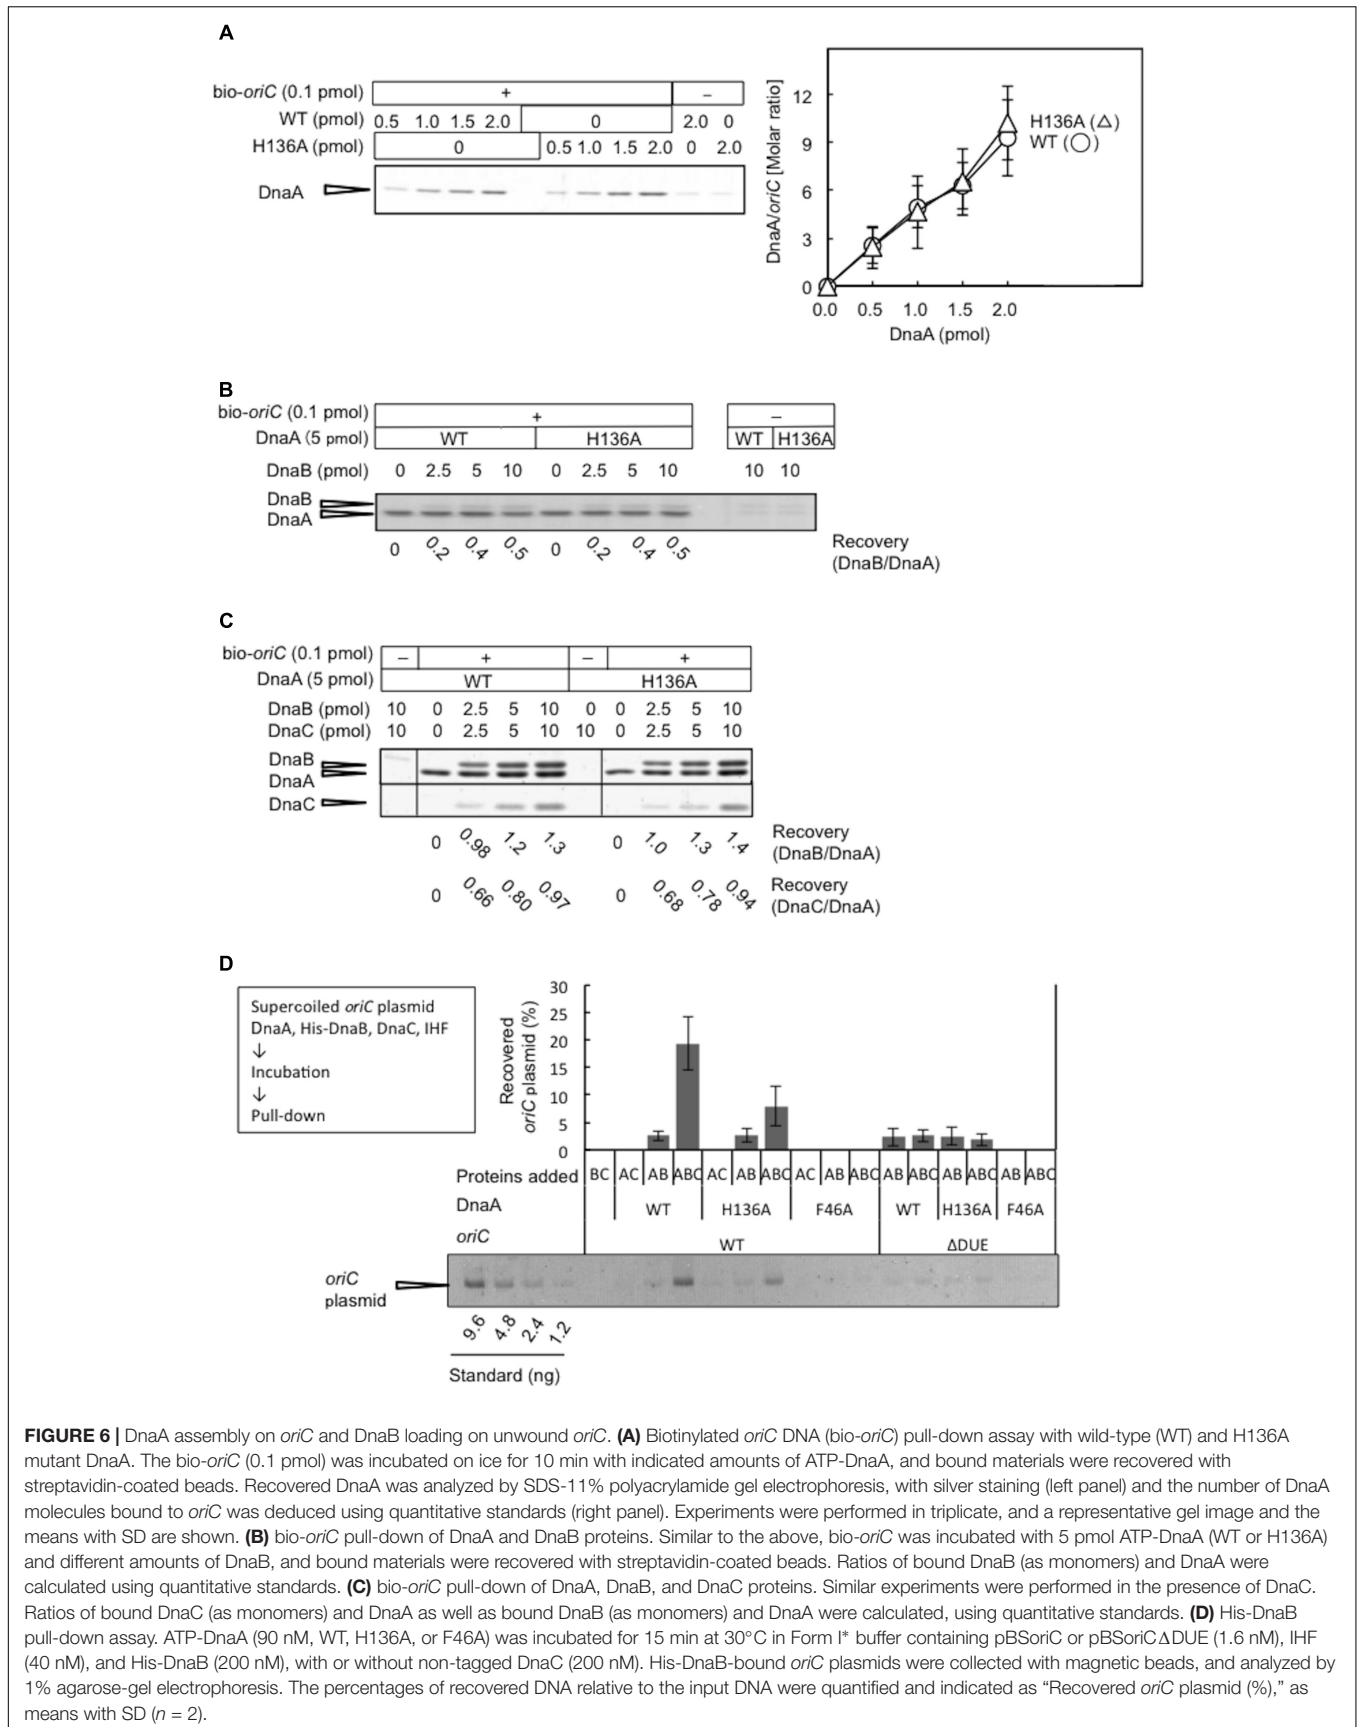 A
bio-oriC (0.1 pmol) + –
WT (pmol) 0.5 1.0 1.5 2.0 0 2.0 0
H136A (pmol) 0 0.5 1.0 1.5 2.0 0 2.0
DnaA
DnaA/oriC [Molar ratio]
12
9
6
3
0
H136A (△)
WT (◯)
0.0 0.5 1.0 1.5 2.0
DnaA (pmol)
B
bio-oriC (0.1 pmol) + –
DnaA (5 pmol) WT H136A WT H136A
DnaB (pmol) 0 2.5 5 10 0 2.5 5 10 10 10
DnaB
DnaA
0 0.2 0.4 0.5 0 0.2 0.4 0.5 Recovery
(DnaB/DnaA)
C
bio-oriC (0.1 pmol) – + – +
DnaA (5 pmol) WT H136A
DnaB (pmol) 10 0 2.5 5 10 0 0 2.5 5 10
DnaC (pmol) 10 0 2.5 5 10 10 0 2.5 5 10
DnaB
DnaA
DnaC
0 0.98 1.2 1.3 0 1.0 1.3 1.4 Recovery
(DnaB/DnaA)
0 0.66 0.80 0.97 0 0.68 0.78 0.94 Recovery
(DnaC/DnaA)
D
Supercoiled oriC plasmid
DnaA, His-DnaB, DnaC, IHF
↓
Incubation
↓
Pull-down
Recovered
oriC plasmid (%)
30
25
20
15
10
5
0
Proteins added BC AC AB ABC AC AB ABC AC AB ABC AB ABC AB ABC AB ABC
DnaA WT H136A F46A WT H136A F46A
oriC WT ΔDUE
oriC
plasmid
9.6 4.8 2.4 1.2
Standard (ng)
FIGURE 6 | DnaA assembly on oriC and DnaB loading on unwound oriC. (A) Biotinylated oriC DNA (bio-oriC) pull-down assay with wild-type (WT) and H136A
mutant DnaA. The bio-oriC (0.1 pmol) was incubated on ice for 10 min with indicated amounts of ATP-DnaA, and bound materials were recovered with
streptavidin-coated beads. Recovered DnaA was analyzed by SDS-11% polyacrylamide gel electrophoresis, with silver staining (left panel) and the number of DnaA
molecules bound to oriC was deduced using quantitative standards (right panel). Experiments were performed in triplicate, and a representative gel image and the
means with SD are shown. (B) bio-oriC pull-down of DnaA and DnaB proteins. Similar to the above, bio-oriC was incubated with 5 pmol ATP-DnaA (WT or H136A)
and different amounts of DnaB, and bound materials were recovered with streptavidin-coated beads. Ratios of bound DnaB (as monomers) and DnaA were
calculated using quantitative standards. (C) bio-oriC pull-down of DnaA, DnaB, and DnaC proteins. Similar experiments were performed in the presence of DnaC.
Ratios of bound DnaC (as monomers) and DnaA as well as bound DnaB (as monomers) and DnaA were calculated, using quantitative standards. (D) His-DnaB
pull-down assay. ATP-DnaA (90 nM, WT, H136A, or F46A) was incubated for 15 min at 30°C in Form I* buffer containing pBSoriC or pBSoriCΔDUE (1.6 nM), IHF
(40 nM), and His-DnaB (200 nM), with or without non-tagged DnaC (200 nM). His-DnaB-bound oriC plasmids were collected with magnetic beads, and analyzed by
1% agarose-gel electrophoresis. The percentages of recovered DNA relative to the input DNA were quantified and indicated as “Recovered oriC plasmid (%),” as
means with SD (n = 2).